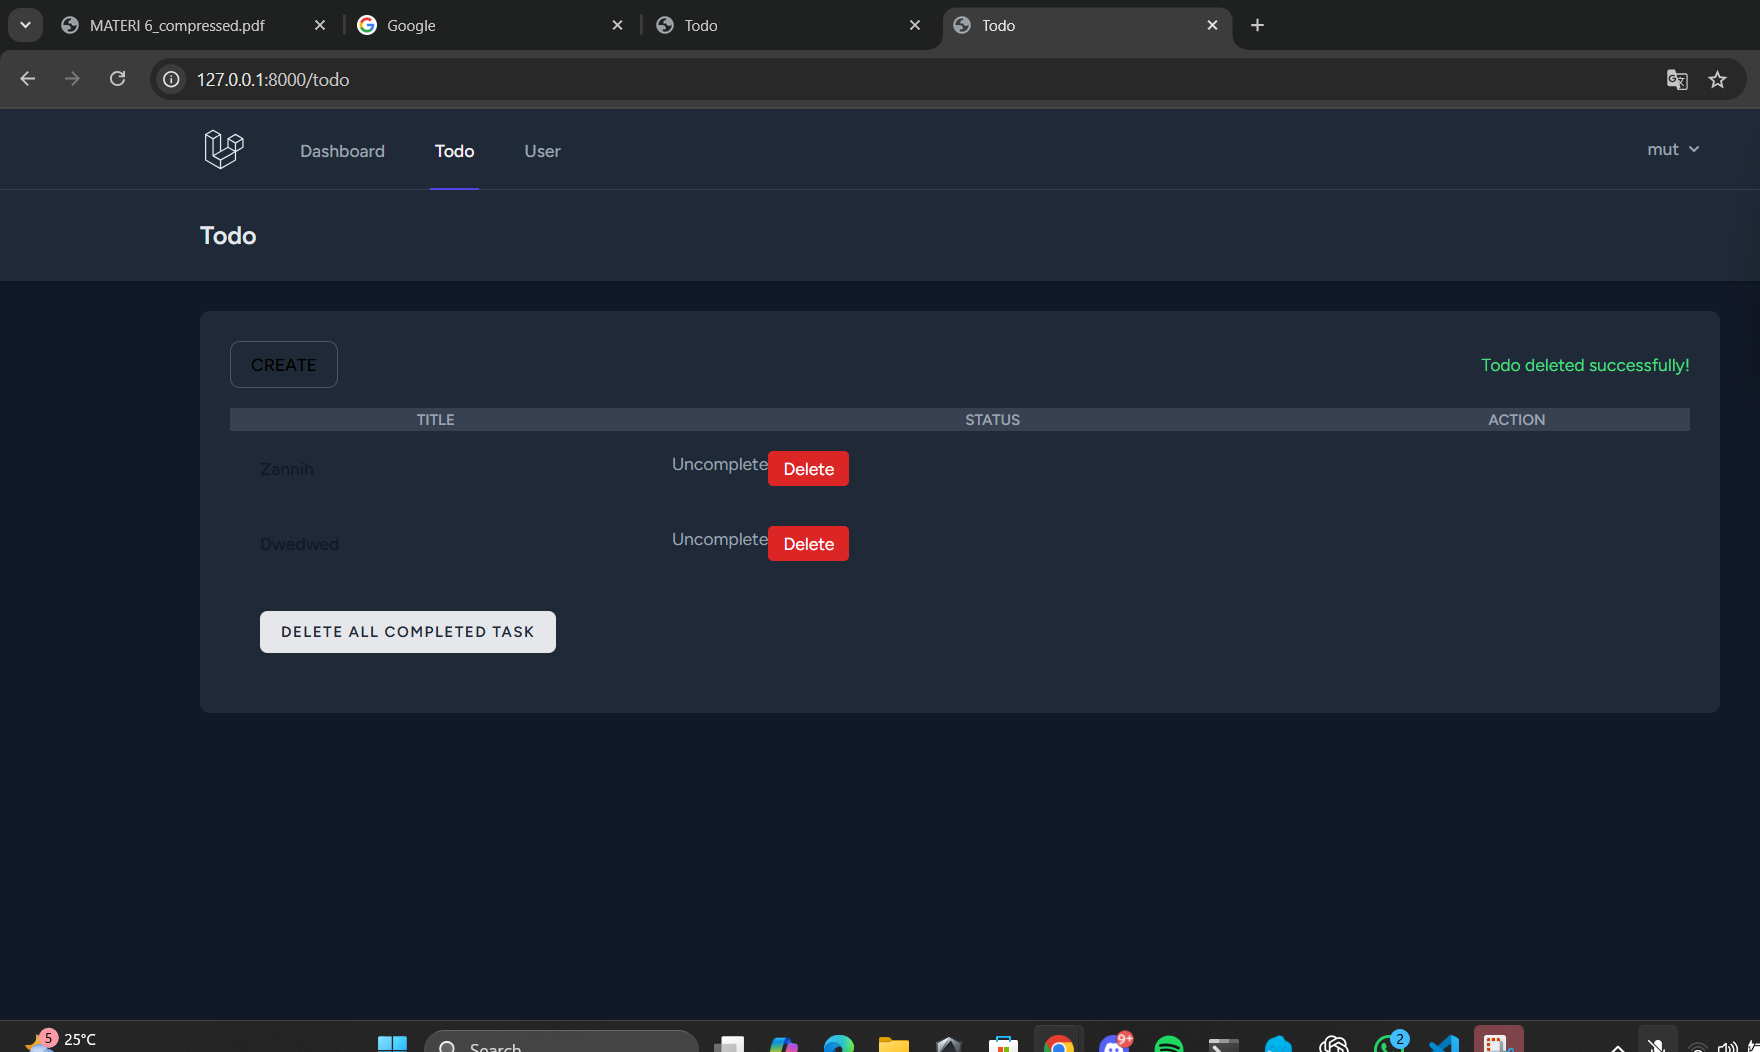 MATERI 6_compressed.pdf
Google
Todo
Todo
127.0.0.1:8000/todo
Dashboard
Todo
User
mut
Todo
CREATE
Todo deleted successfully!
TITLE
STATUS
ACTION
Zannih
Uncomplete
Delete
Dwedwed
Uncomplete
Delete
DELETE ALL COMPLETED TASK
5
25°C
Search
9+
2